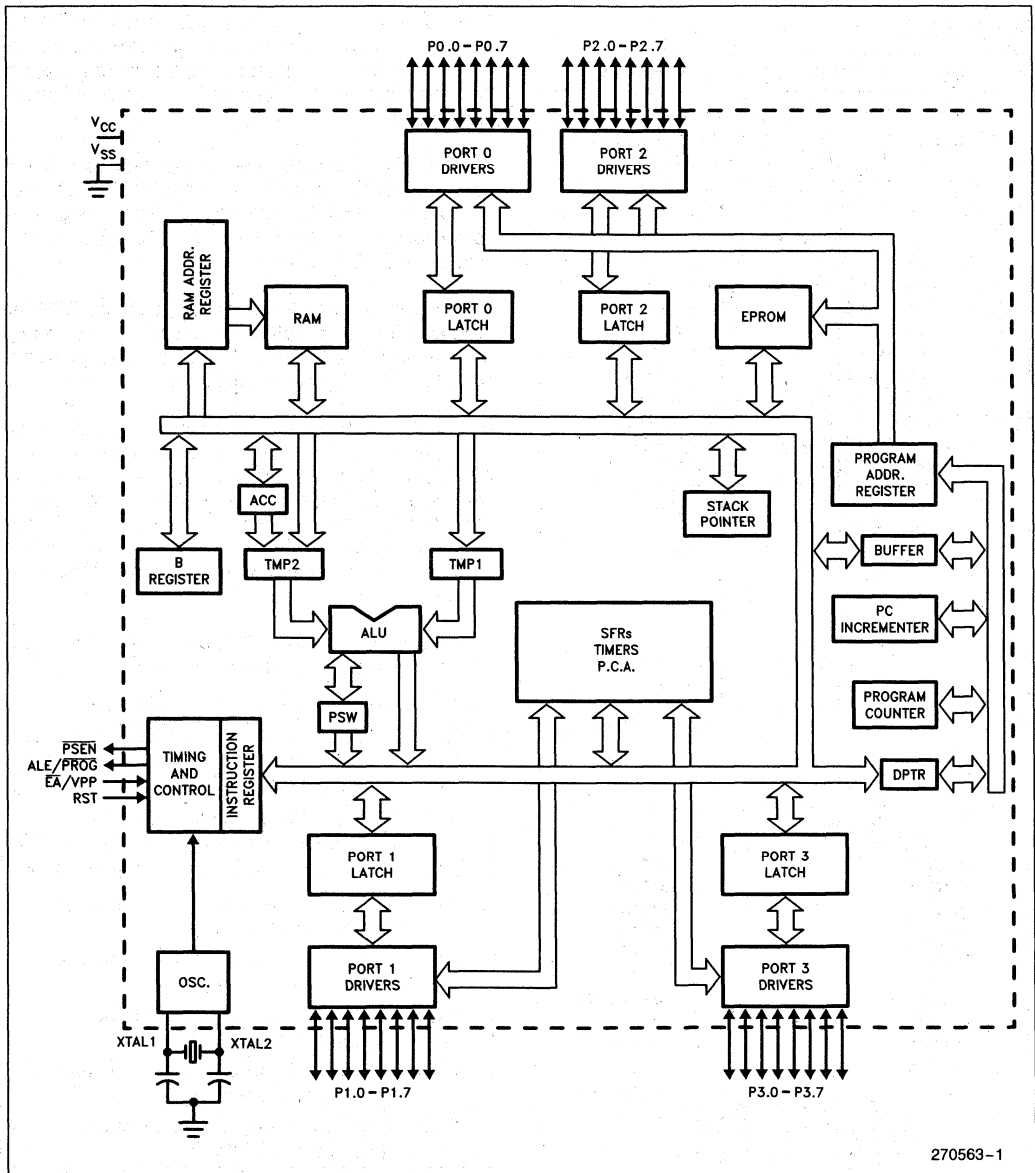 P0.0–P0.7
P2.0–P2.7
VCC
VSS
PORT 0
DRIVERS
PORT 2
DRIVERS
RAM ADDR.
REGISTER
RAM
PORT 0
LATCH
PORT 2
LATCH
EPROM
PROGRAM
ADDR.
REGISTER
ACC
STACK
POINTER
B
REGISTER
TMP2
TMP1
BUFFER
ALU
SFRs
TIMERS
P.C.A.
PC
INCREMENTER
PSW
PROGRAM
COUNTER
PSEN
ALE/PROG
EA/VPP
RST
TIMING
AND
CONTROL
INSTRUCTION
REGISTER
DPTR
PORT 1
LATCH
PORT 3
LATCH
OSC.
PORT 1
DRIVERS
PORT 3
DRIVERS
XTAL1
XTAL2
P1.0–P1.7
P3.0–P3.7
270563–1